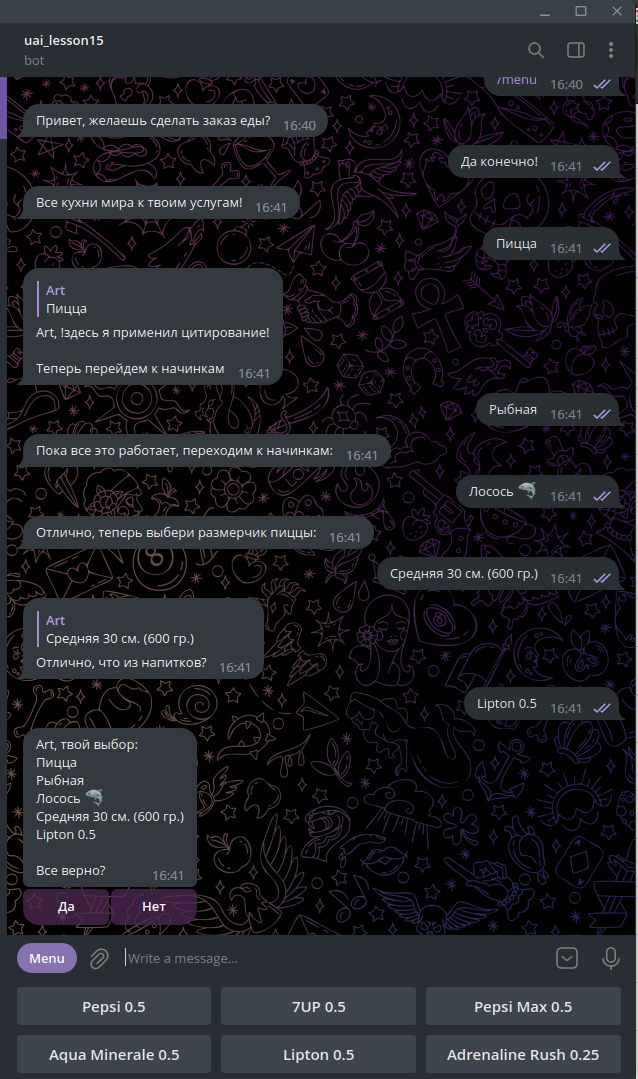 uai_lesson15
bot
/menu 16:40
Привет, желаешь сделать заказ еды? 16:40
Да конечно! 16:41
Все кухни мира к твоим услугам! 16:41
Пицца 16:41
Art
Пицца
Art, !здесь я применил цитирование!
Теперь перейдем к начинкам 16:41
Рыбная 16:41
Пока все это работает, переходим к начинкам: 16:41
Лосось 16:41
Отлично, теперь выбери размерчик пиццы: 16:41
Средняя 30 см. (600 гр.) 16:41
Art
Средняя 30 см. (600 гр.)
Отлично, что из напитков? 16:41
Lipton 0.5 16:41
Art, твой выбор:
Пицца
Рыбная
Лосось
Средняя 30 см. (600 гр.)
Lipton 0.5
Все верно? 16:41
Да Нет
Menu Write a message...
Pepsi 0.5 7UP 0.5 Pepsi Max 0.5
Aqua Minerale 0.5 Lipton 0.5 Adrenaline Rush 0.25